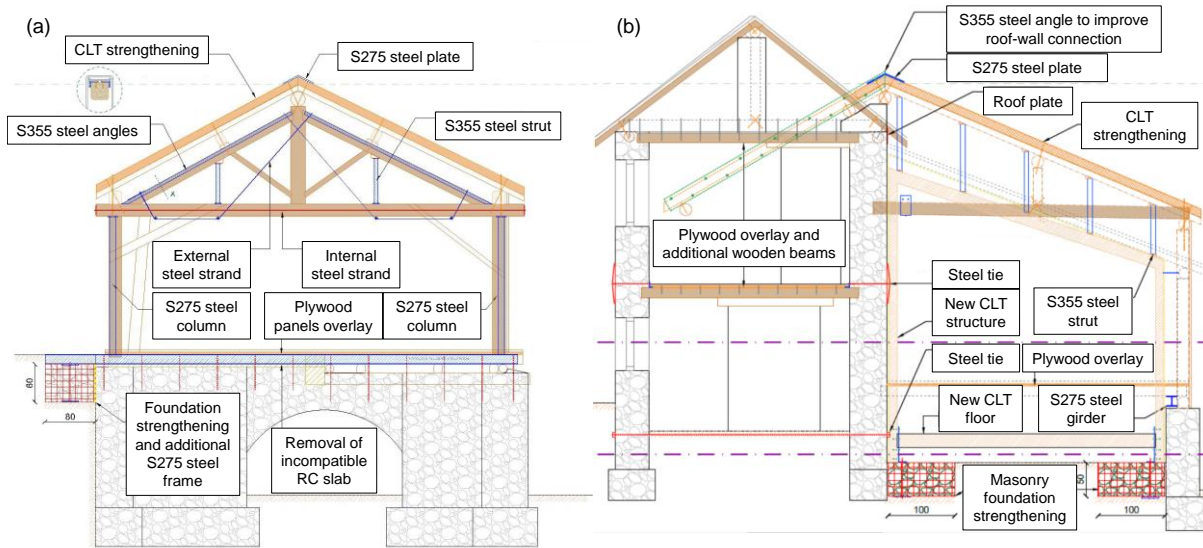 (a)
CLT strengthening
S275 steel plate
S355 steel angles
S355 steel strut
x
External
steel strand
Internal
steel strand
S275 steel
column
Plywood
panels overlay
S275 steel
column
60
80
Foundation
strengthening
and additional
S275 steel
frame
Removal of
incompatible
RC slab
(b)
S355 steel angle to improve
roof-wall connection
S275 steel plate
Roof plate
CLT
strengthening
Plywood overlay and
additional wooden beams
Steel tie
New CLT
structure
S355 steel
strut
Steel tie
Plywood overlay
New CLT
floor
S275 steel
girder
Masonry
foundation
strengthening
50
100
100